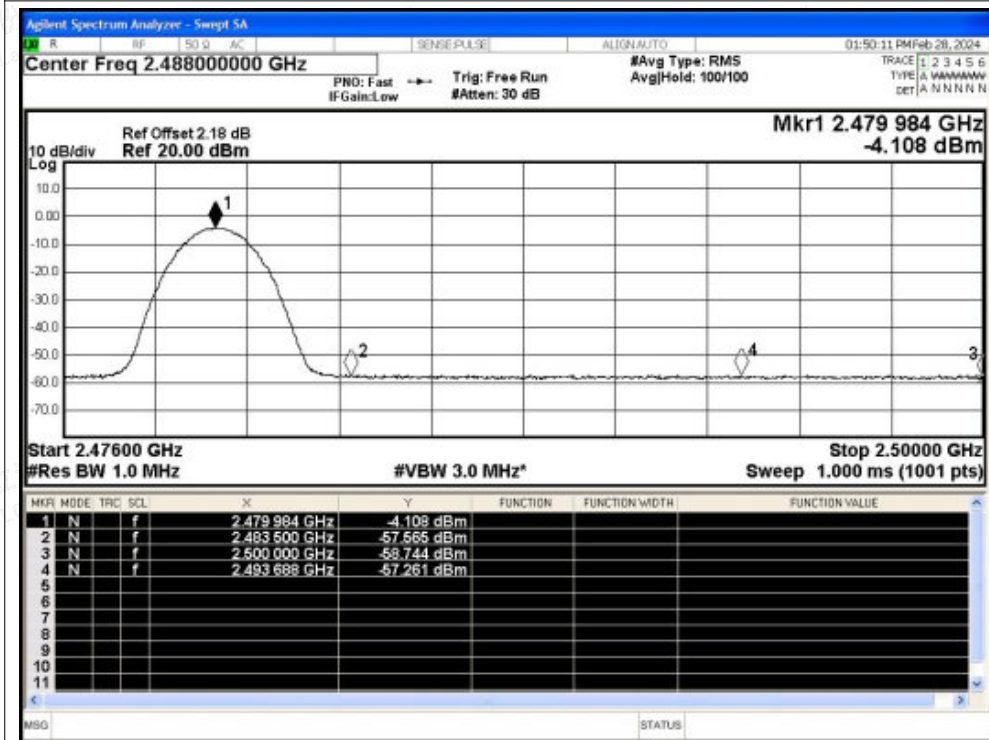 Agilent Spectrum Analyzer - Swept SA
LXI R RF 50 Ω AC SENSE:PULSE ALIGN AUTO 01:50:11 PM Feb 28, 2024
Center Freq 2.488000000 GHz #Avg Type: RMS TRACE 1 2 3 4 5 6
PNO: Fast Trig: Free Run Avg|Hold: 100/100 TYPE A WWWWW
IFGain:Low #Atten: 30 dB DET A N N N N N
Mkr1 2.479 984 GHz
-4.108 dBm
Ref Offset 2.18 dB
10 dB/div Ref 20.00 dBm
Log
10.0
0.00
-10.0
-20.0
-30.0
-40.0
-50.0
-60.0
-70.0
1
2
4
3
Start 2.47600 GHz Stop 2.50000 GHz
#Res BW 1.0 MHz #VBW 3.0 MHz* Sweep 1.000 ms (1001 pts)
MKR MODE TRC SCL X Y FUNCTION FUNCTION WIDTH FUNCTION VALUE
1 N f 2.479 984 GHz -4.108 dBm
2 N f 2.483 500 GHz -57.565 dBm
3 N f 2.500 000 GHz -58.744 dBm
4 N f 2.493 688 GHz -57.261 dBm
5
6
7
8
9
10
11
MSG STATUS